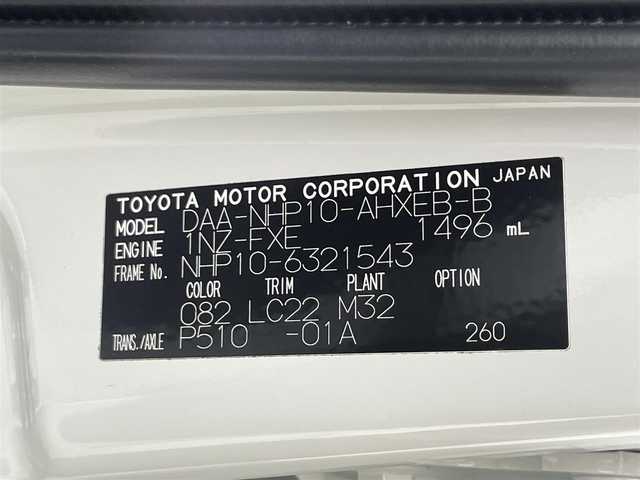 TOYOTA MOTOR CORPORATION JAPAN
MODEL DAA-NHP10-AHXEB-B
ENGINE 1NZ-FXE 1496 mL
FRAME No. NHP10-6321543
COLOR TRIM PLANT OPTION
082 LC22 M32
TRANS./AXLE P510 -01A 260